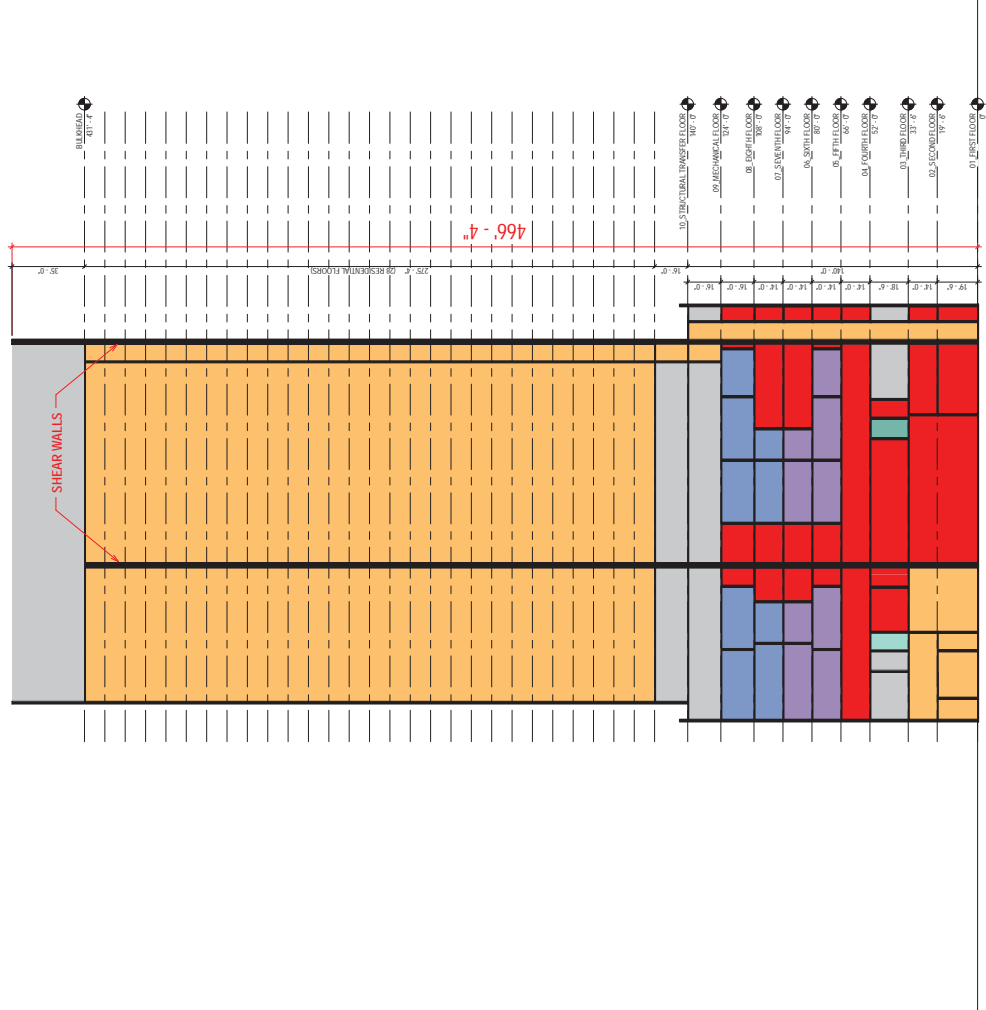 BULKHEAD
431' - 4"
10_STRUCTURAL TRANSFER FLOOR
140' - 0"
09_MECHANICAL FLOOR
124' - 0"
08_EIGHTH FLOOR
108' - 0"
07_SEVENTH FLOOR
94' - 0"
06_SIXTH FLOOR
80' - 0"
05_FIFTH FLOOR
66' - 0"
04_FOURTH FLOOR
52' - 0"
03_THIRD FLOOR
33' - 6"
02_SECOND FLOOR
19' - 6"
01_FIRST FLOOR
0"
466' - 4"
35' - 0"
275' - 4" (28 RESIDENTIAL FLOORS)
16' - 0"
140' - 0"
16' - 0"
16' - 0"
14' - 0"
14' - 0"
14' - 0"
14' - 0"
18' - 6"
14' - 0"
19' - 6"
SHEAR WALLS